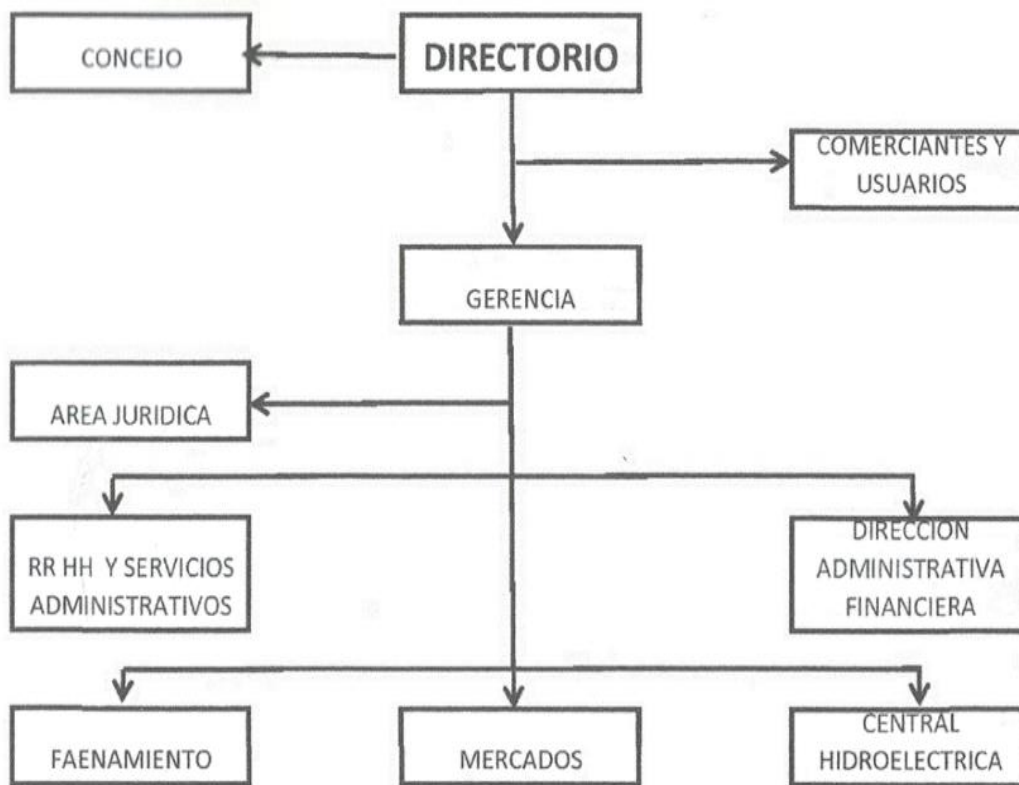 CONCEJO
DIRECTORIO
COMERCIANTES Y
USUARIOS
GERENCIA
AREA JURIDICA
RR HH Y SERVICIOS
ADMINISTRATIVOS
DIRECCION
ADMINISTRATIVA
FINANCIERA
FAENAMIENTO
MERCADOS
CENTRAL
HIDROELECTRICA